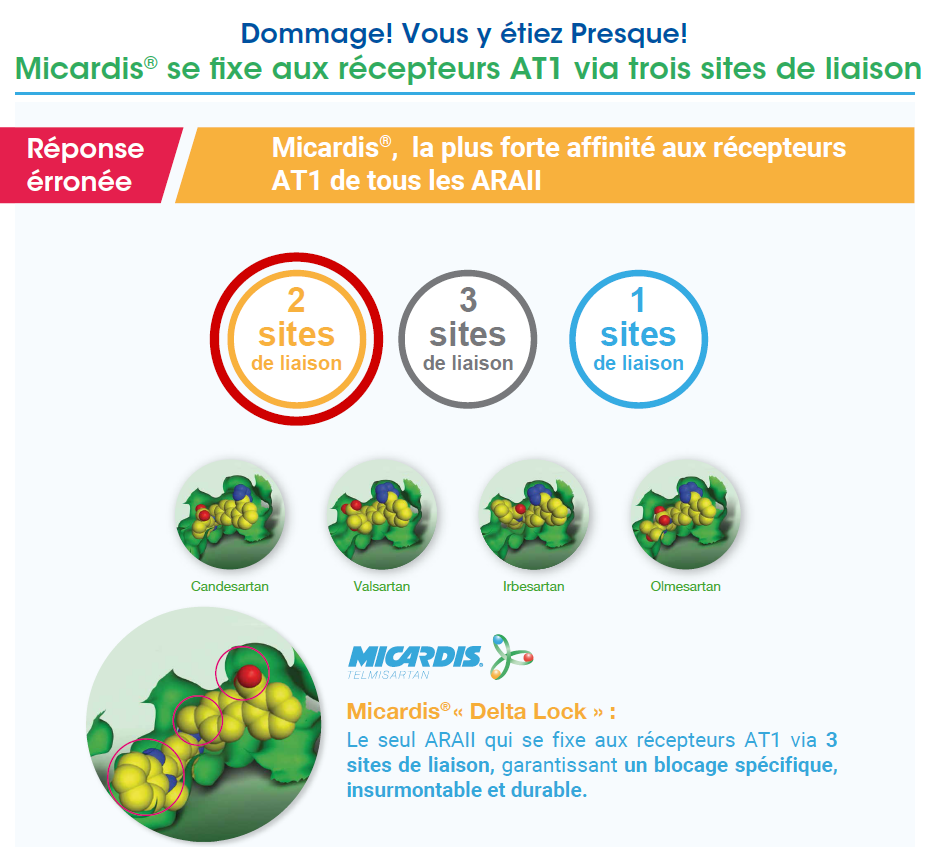 Dommage! Vous y étiez Presque!
Micardis® se fixe aux récepteurs AT1 via trois sites de liaison
Réponse
érronée
Micardis®, la plus forte affinité aux récepteurs
AT1 de tous les ARAII
2
sites
de liaison
3
sites
de liaison
1
sites
de liaison
Candesartan
Valsartan
Irbesartan
Olmesartan
MICARDIS®
TELMISARTAN
Micardis® « Delta Lock » :
Le seul ARAII qui se fixe aux récepteurs AT1 via 3
sites de liaison, garantissant un blocage spécifique,
insurmontable et durable.